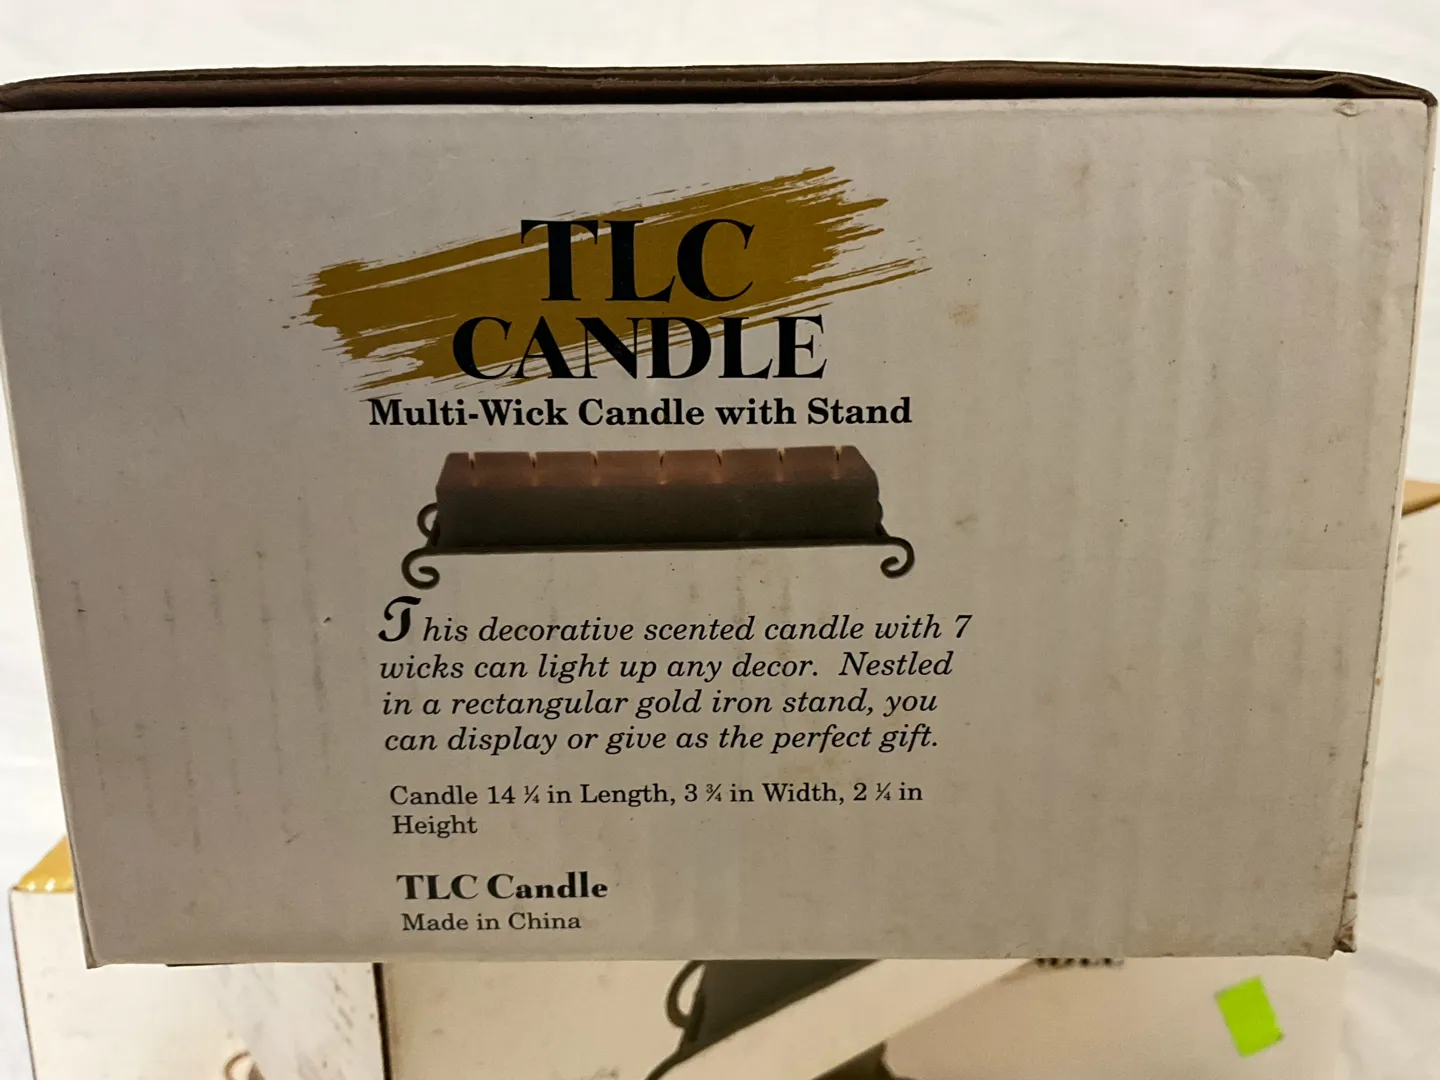 TLC
CANDLE
Multi-Wick Candle with Stand
This decorative scented candle with 7
wicks can light up any decor. Nestled
in a rectangular gold iron stand, you
can display or give as the perfect gift.
Candle 14 ¼ in Length, 3 ¾ in Width, 2 ¼ in
Height
TLC Candle
Made in China